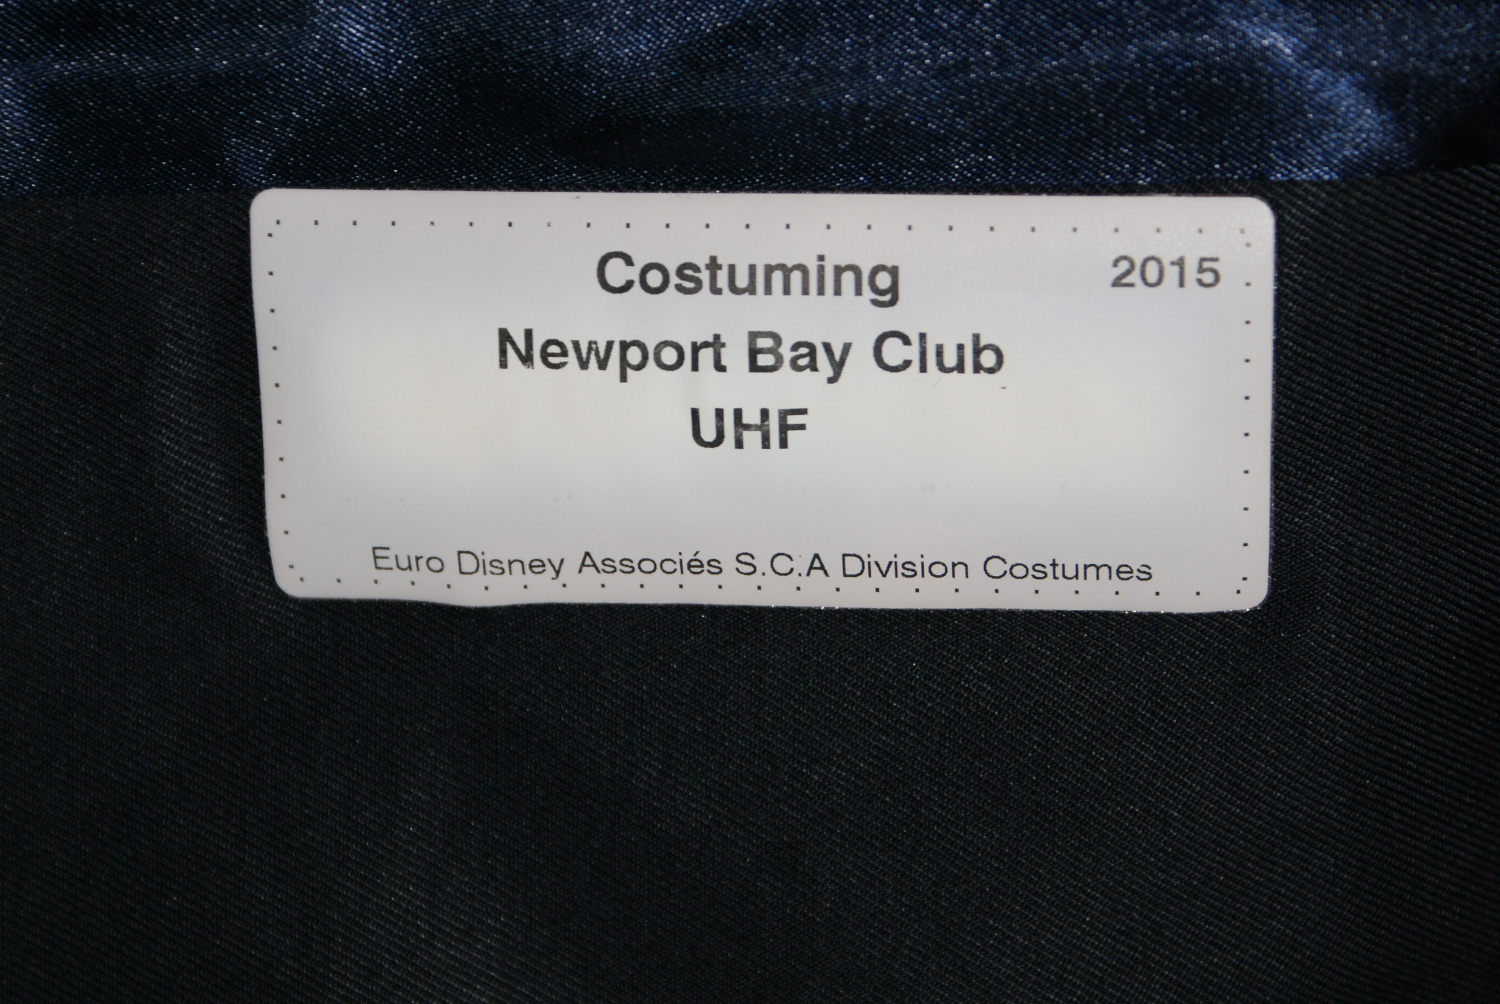 Costuming 2015
Newport Bay Club
UHF
Euro Disney Associés S.C.A Division Costumes